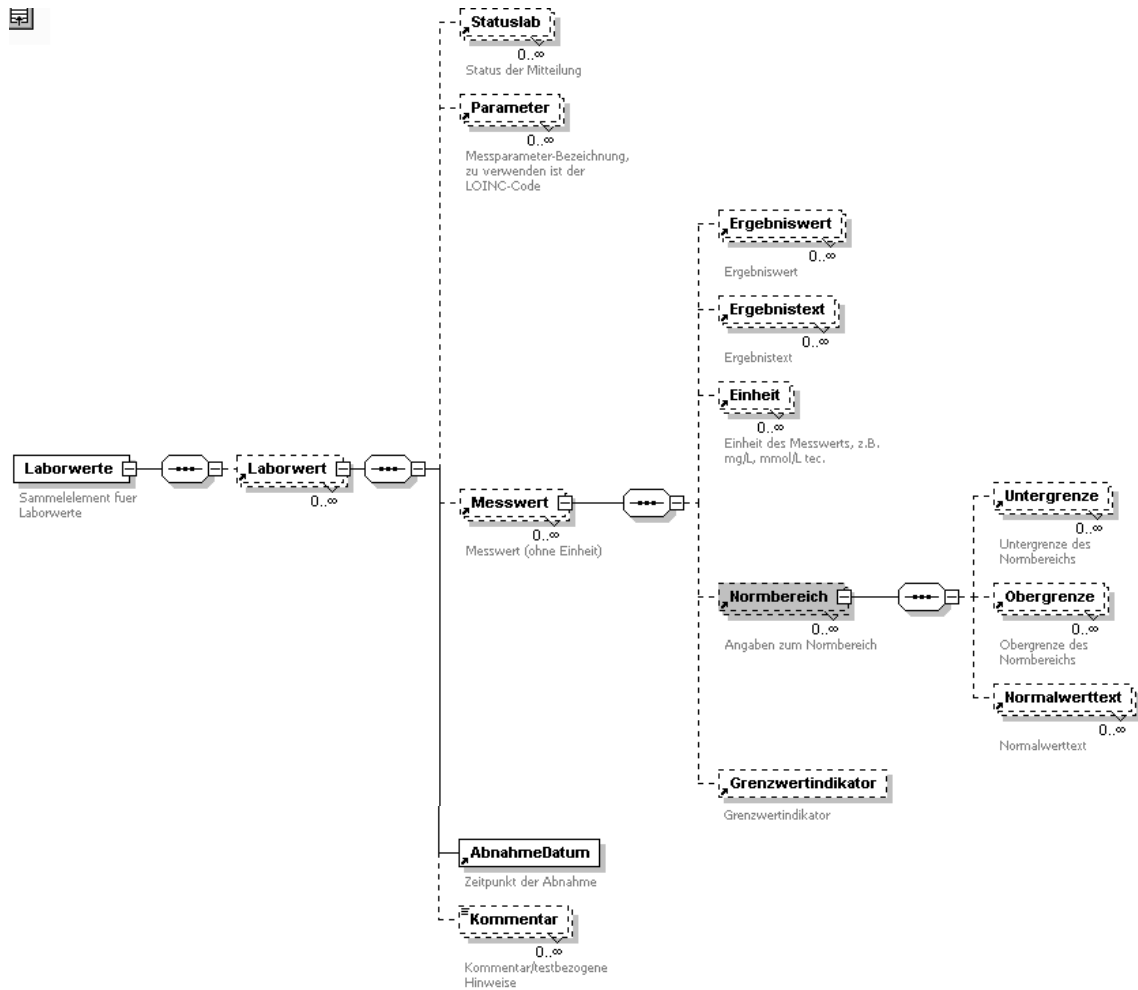 Statuslab
0..∞
Status der Mitteilung
Parameter
0..∞
Messparameter-Bezeichnung,
zu verwenden ist der
LOINC-Code
Ergebniswert
0..∞
Ergebniswert
Ergebnistext
0..∞
Ergebnistext
Einheit
0..∞
Einheit des Messwerts, z.B.
mg/L, mmol/L tec.
Laborwerte
Sammelelement fuer
Laborwerte
Laborwert
0..∞
Messwert
0..∞
Messwert (ohne Einheit)
Untergrenze
0..∞
Untergrenze des
Normbereichs
Normbereich
0..∞
Angaben zum Normbereich
Obergrenze
0..∞
Obergrenze des
Normbereichs
Normalwerttext
0..∞
Normalwerttext
Grenzwertindikator
Grenzwertindikator
AbnahmeDatum
Zeitpunkt der Abnahme
Kommentar
0..∞
Kommentar/testbezogene
Hinweise